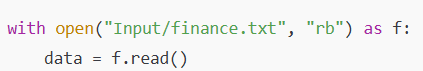 with open("Input/finance.txt", "rb") as f:
    data = f.read()